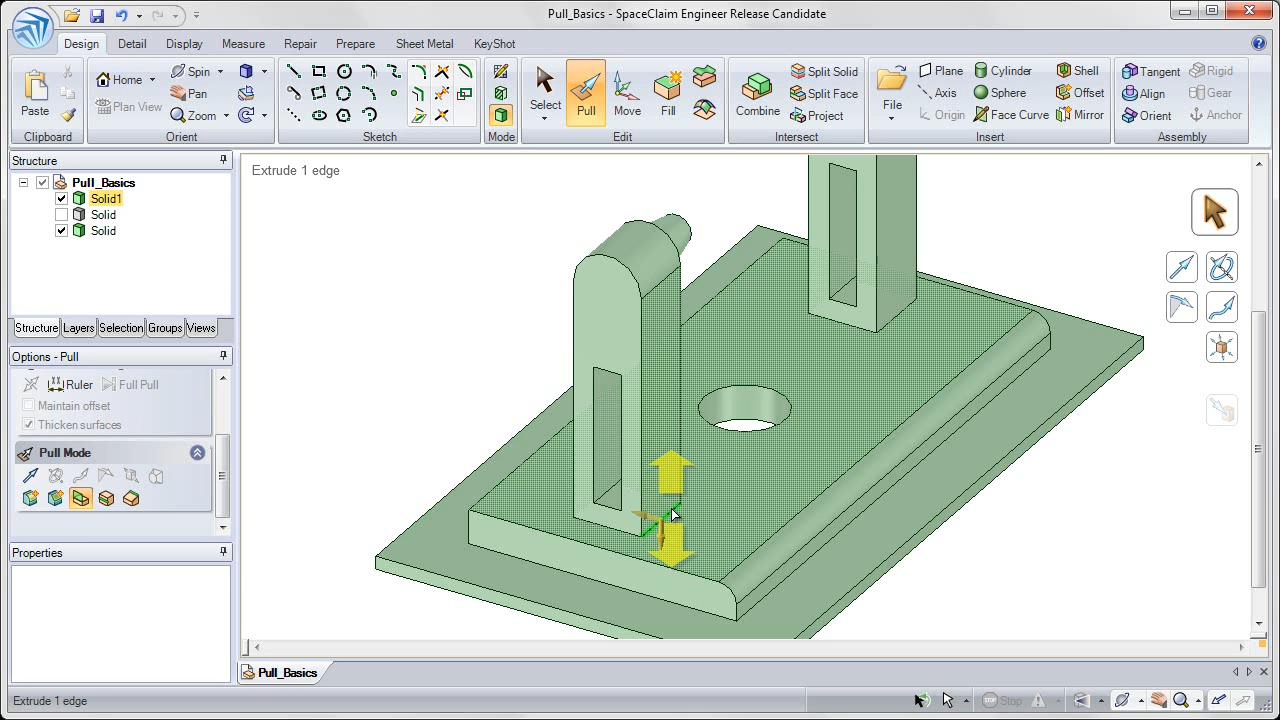 Pull_Basics - SpaceClaim Engineer Release Candidate
Design Detail Display Measure Repair Prepare Sheet Metal KeyShot
Paste
Clipboard
Home Spin
Plan View Pan
Zoom
Orient
Sketch
Mode
Select Pull Move Fill
Edit
Combine Split Solid
Split Face
Project
Intersect
File Plane Cylinder Shell
Axis Sphere Offset
Origin Face Curve Mirror
Insert
Tangent Rigid
Align Gear
Orient Anchor
Assembly
Structure
Pull_Basics
Solid1
Solid
Solid
Structure Layers Selection Groups Views
Options - Pull
Ruler Full Pull
Maintain offset
Thicken surfaces
Pull Mode
Properties
Extrude 1 edge
Pull_Basics
Extrude 1 edge
Stop